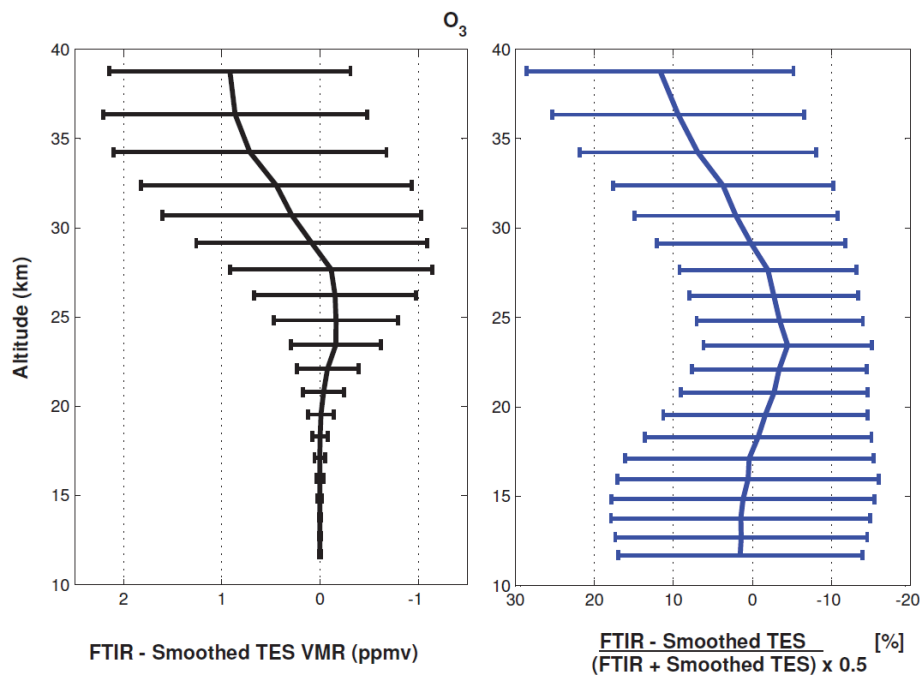 O3
40
35
30
25
20
15
10
2 1 0 -1
Altitude (km)
FTIR - Smoothed TES VMR (ppmv)
40
35
30
25
20
15
10
30 20 10 0 -10 -20
FTIR - Smoothed TES [%]
(FTIR + Smoothed TES) x 0.5